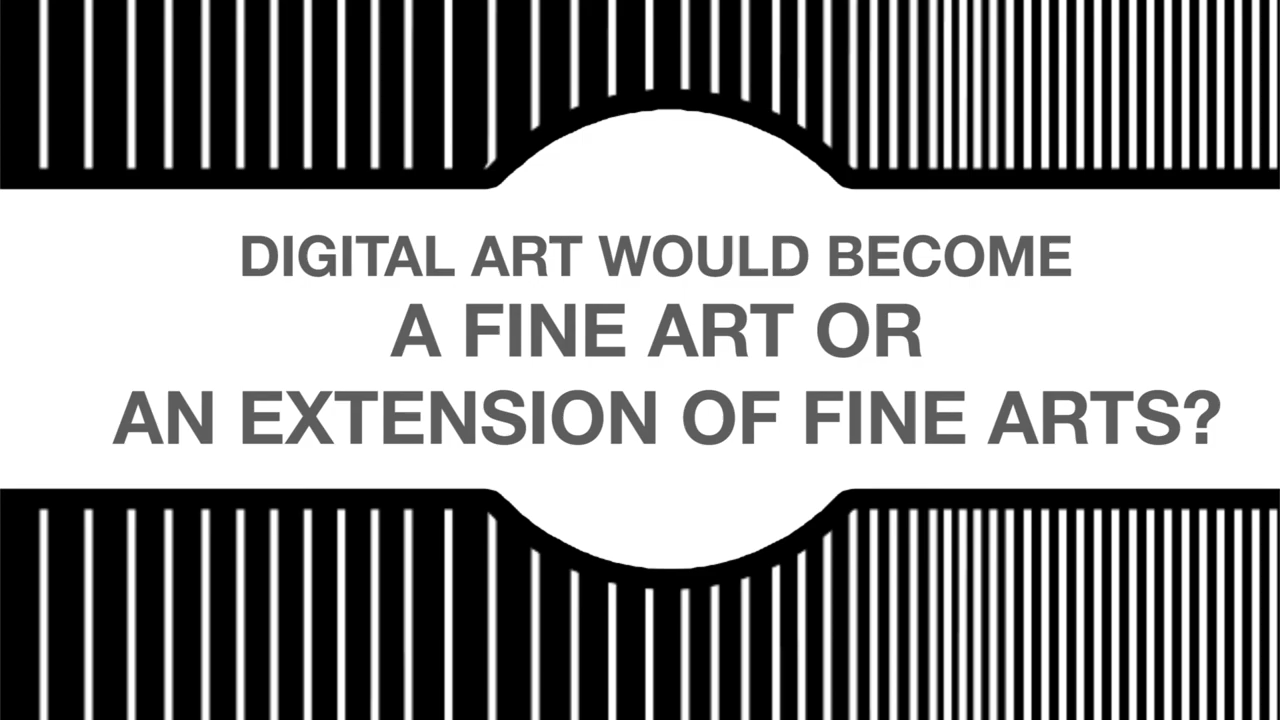 DIGITAL ART WOULD BECOME
A FINE ART OR
AN EXTENSION OF FINE ARTS?